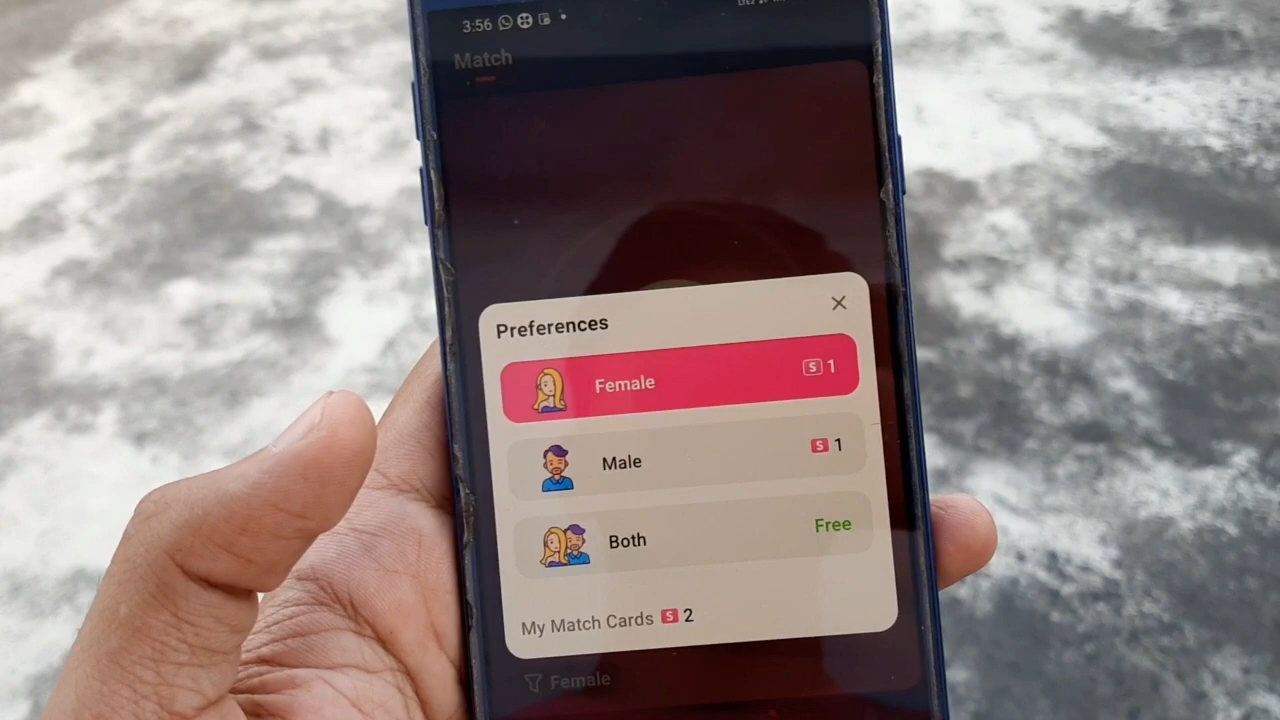 3:56
Match
Preferences
Female S 1
Male S 1
Both Free
My Match Cards S 2
Female